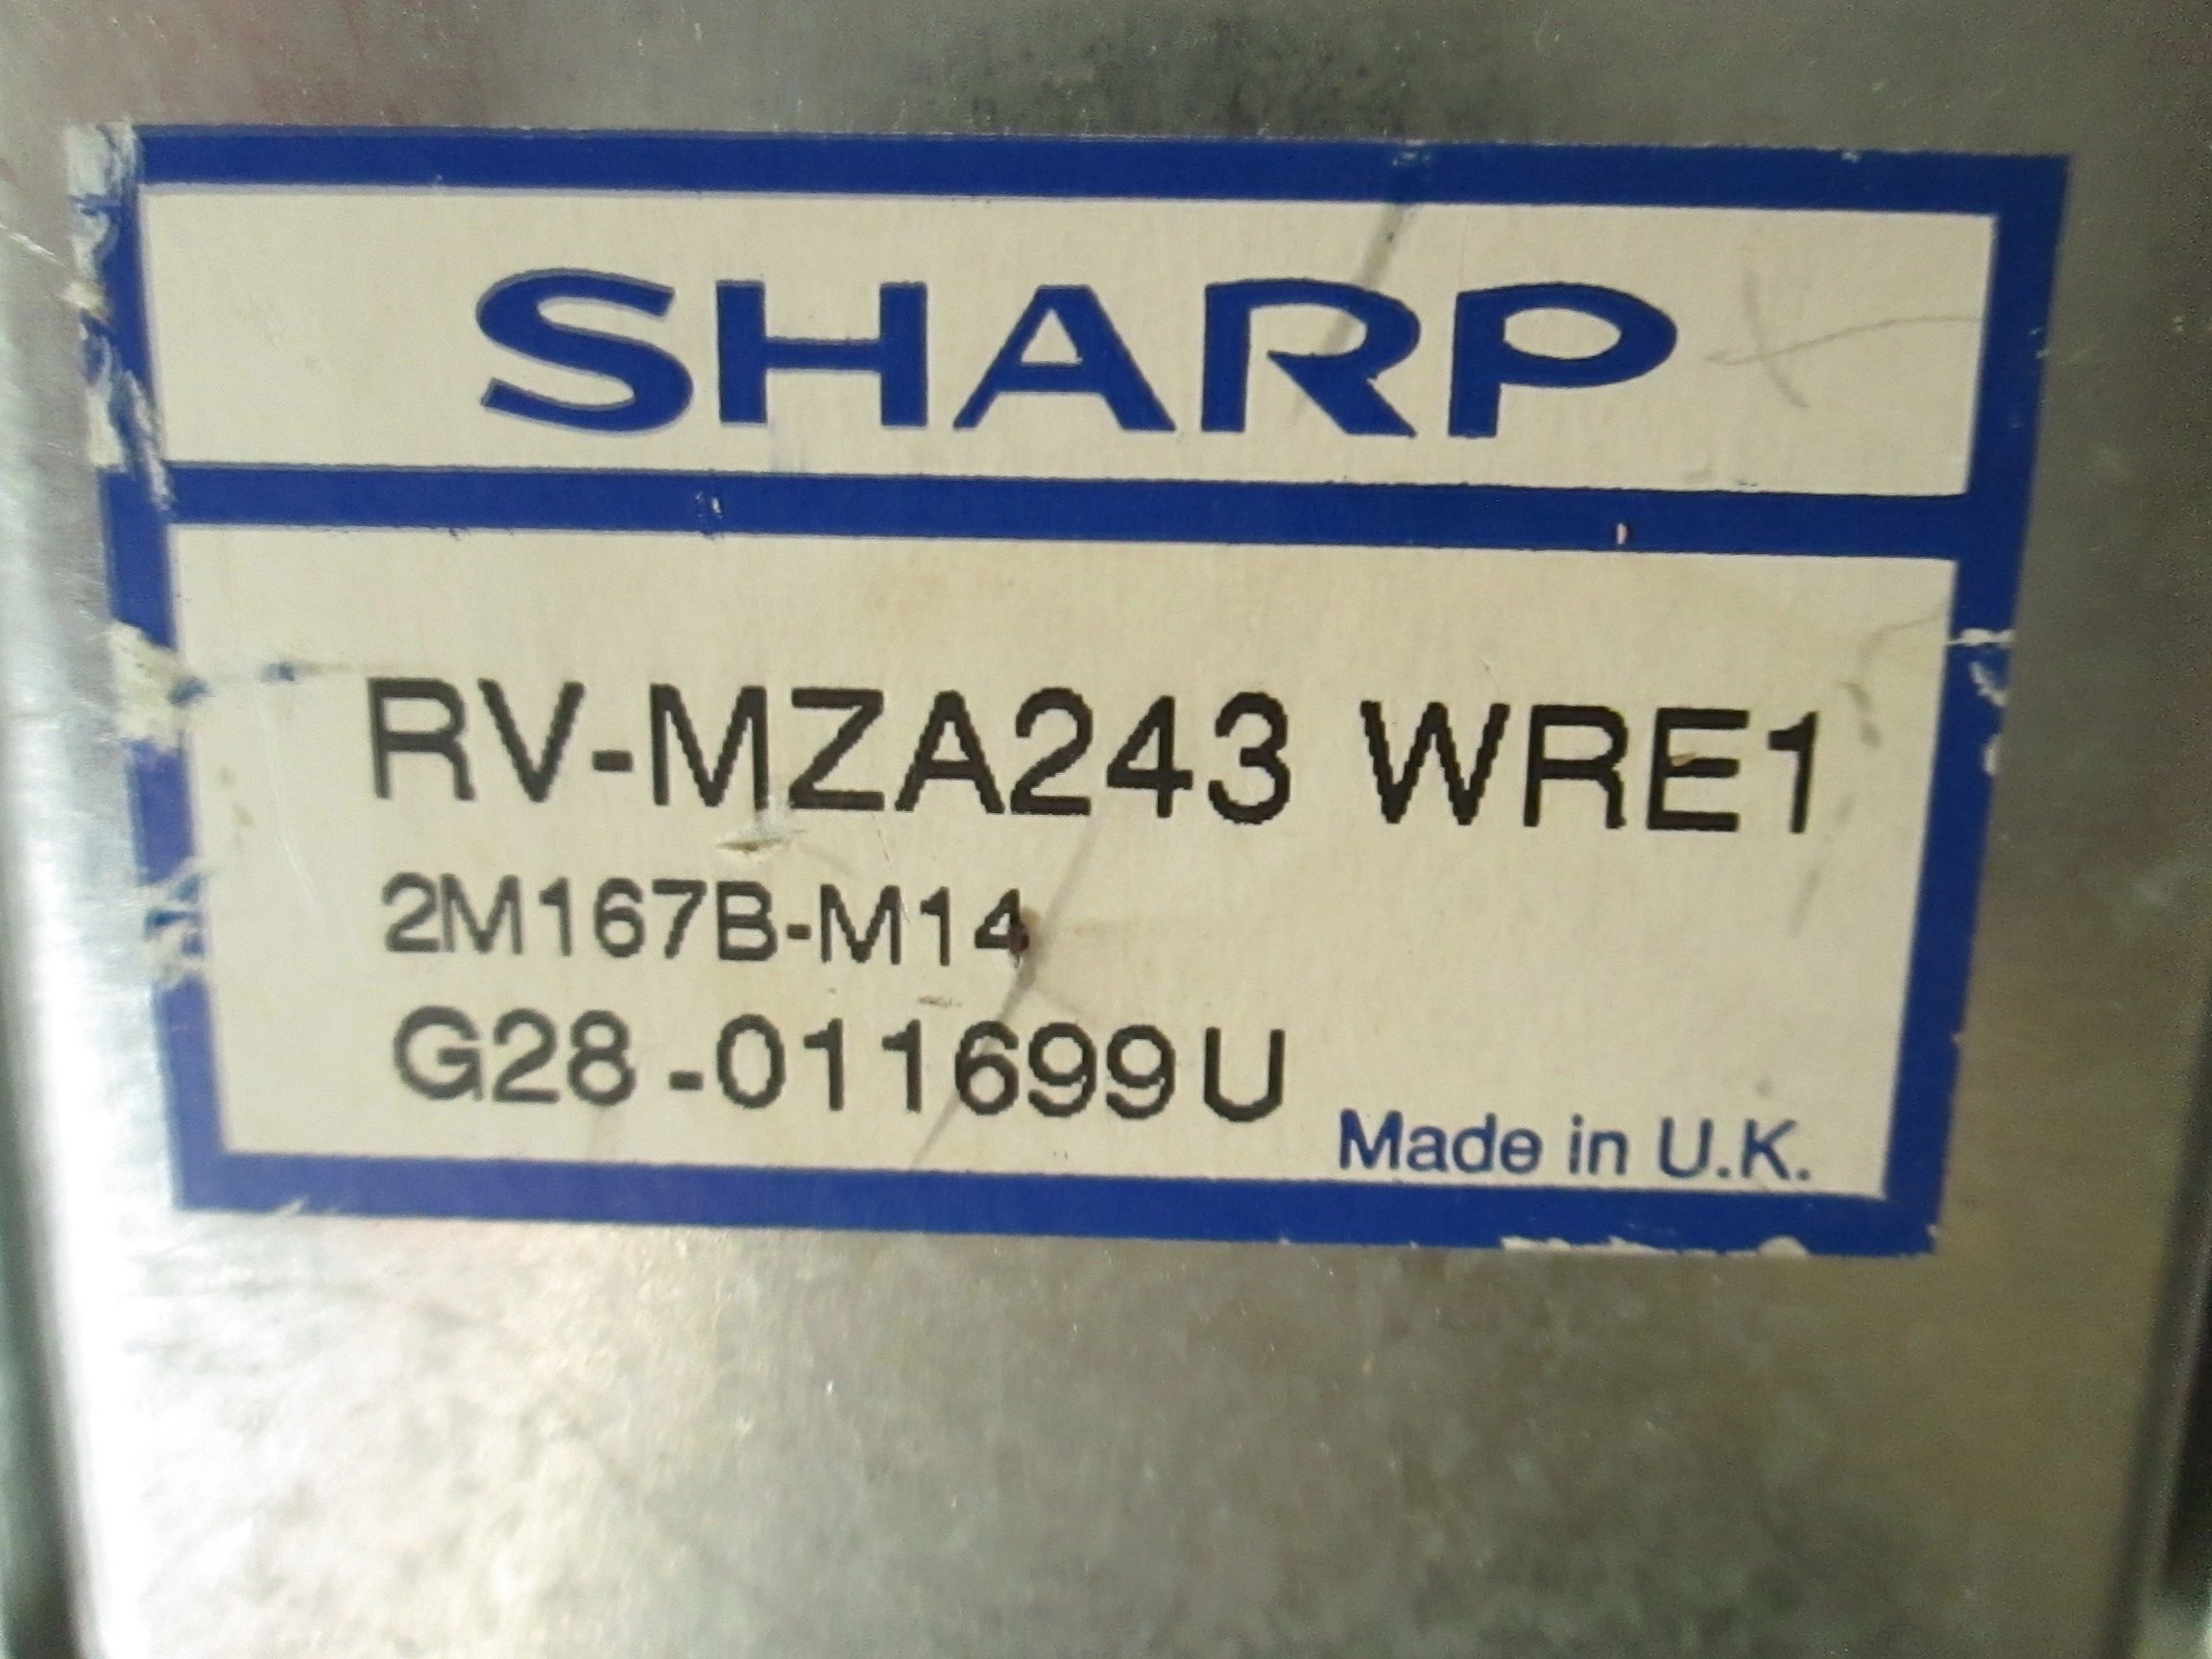 SHARP
RV-MZA243 WRE1
2M167B-M14
G28-011699U
Made in U.K.